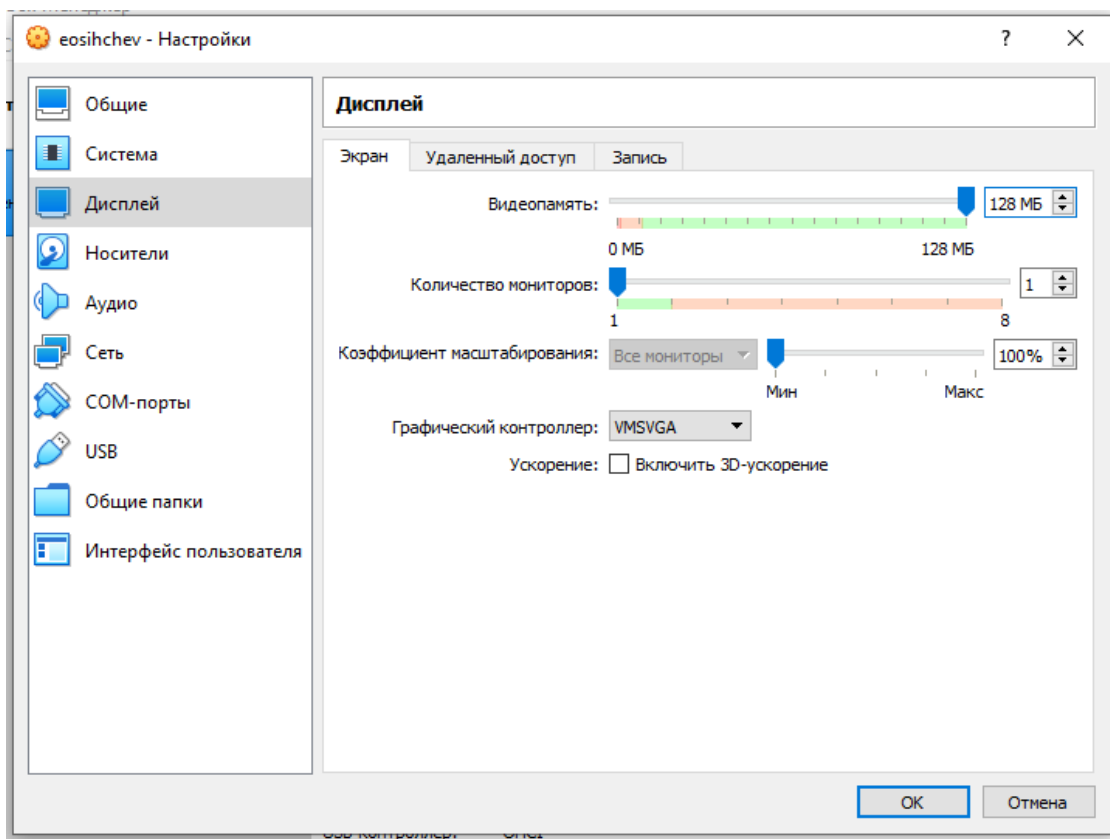 eosihchev - Настройки
?
Общие
Система
Дисплей
Носители
Аудио
Сеть
COM-порты
USB
Общие папки
Интерфейс пользователя
Дисплей
Экран
Удаленный доступ
Запись
Видеопамять:
128 МБ
0 МБ
128 МБ
Количество мониторов:
1
1
8
Коэффициент масштабирования:
Все мониторы
100%
Мин
Макс
Графический контроллер:
VMSVGA
Ускорение:
Включить 3D-ускорение
OK
Отмена